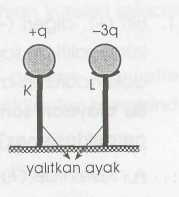 +q -3q
K L
yalıtkan ayak